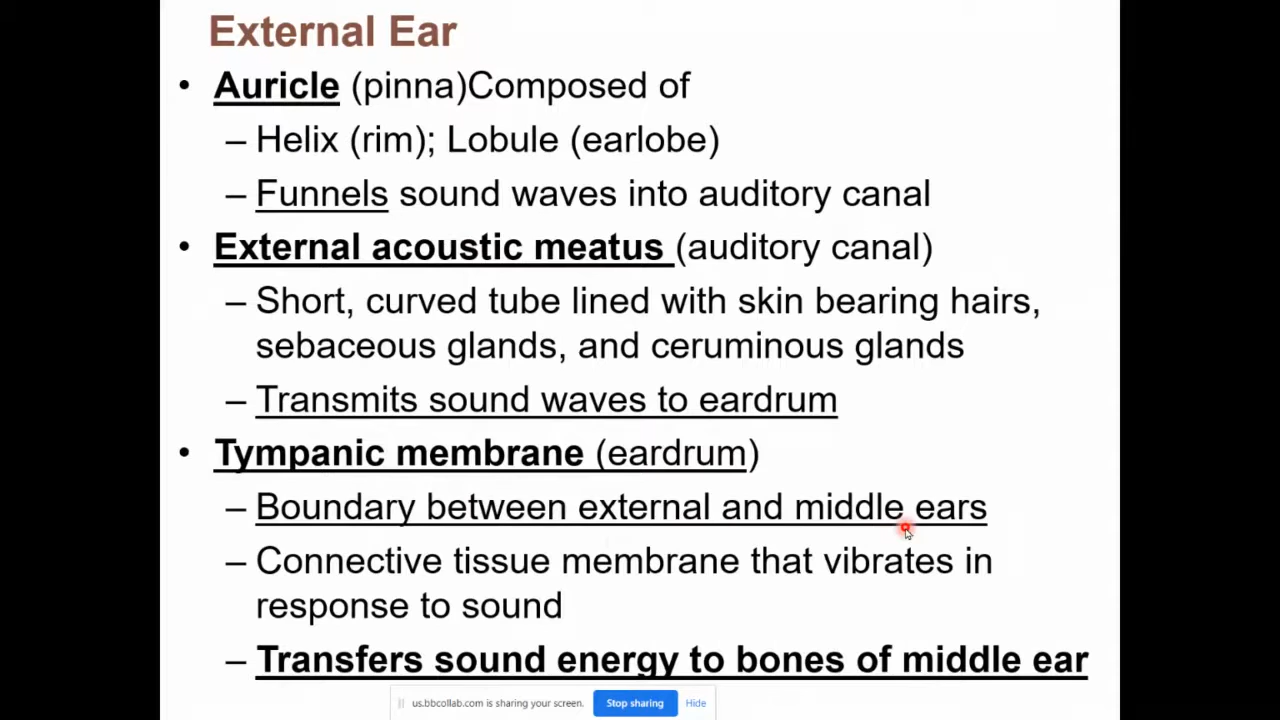 External Ear
• Auricle (pinna)Composed of
– Helix (rim); Lobule (earlobe)
– Funnels sound waves into auditory canal
• External acoustic meatus (auditory canal)
– Short, curved tube lined with skin bearing hairs,
sebaceous glands, and ceruminous glands
– Transmits sound waves to eardrum
• Tympanic membrane (eardrum)
– Boundary between external and middle ears
– Connective tissue membrane that vibrates in
response to sound
– Transfers sound energy to bones of middle ear
us.bbcollab.com is sharing your screen. Stop sharing Hide